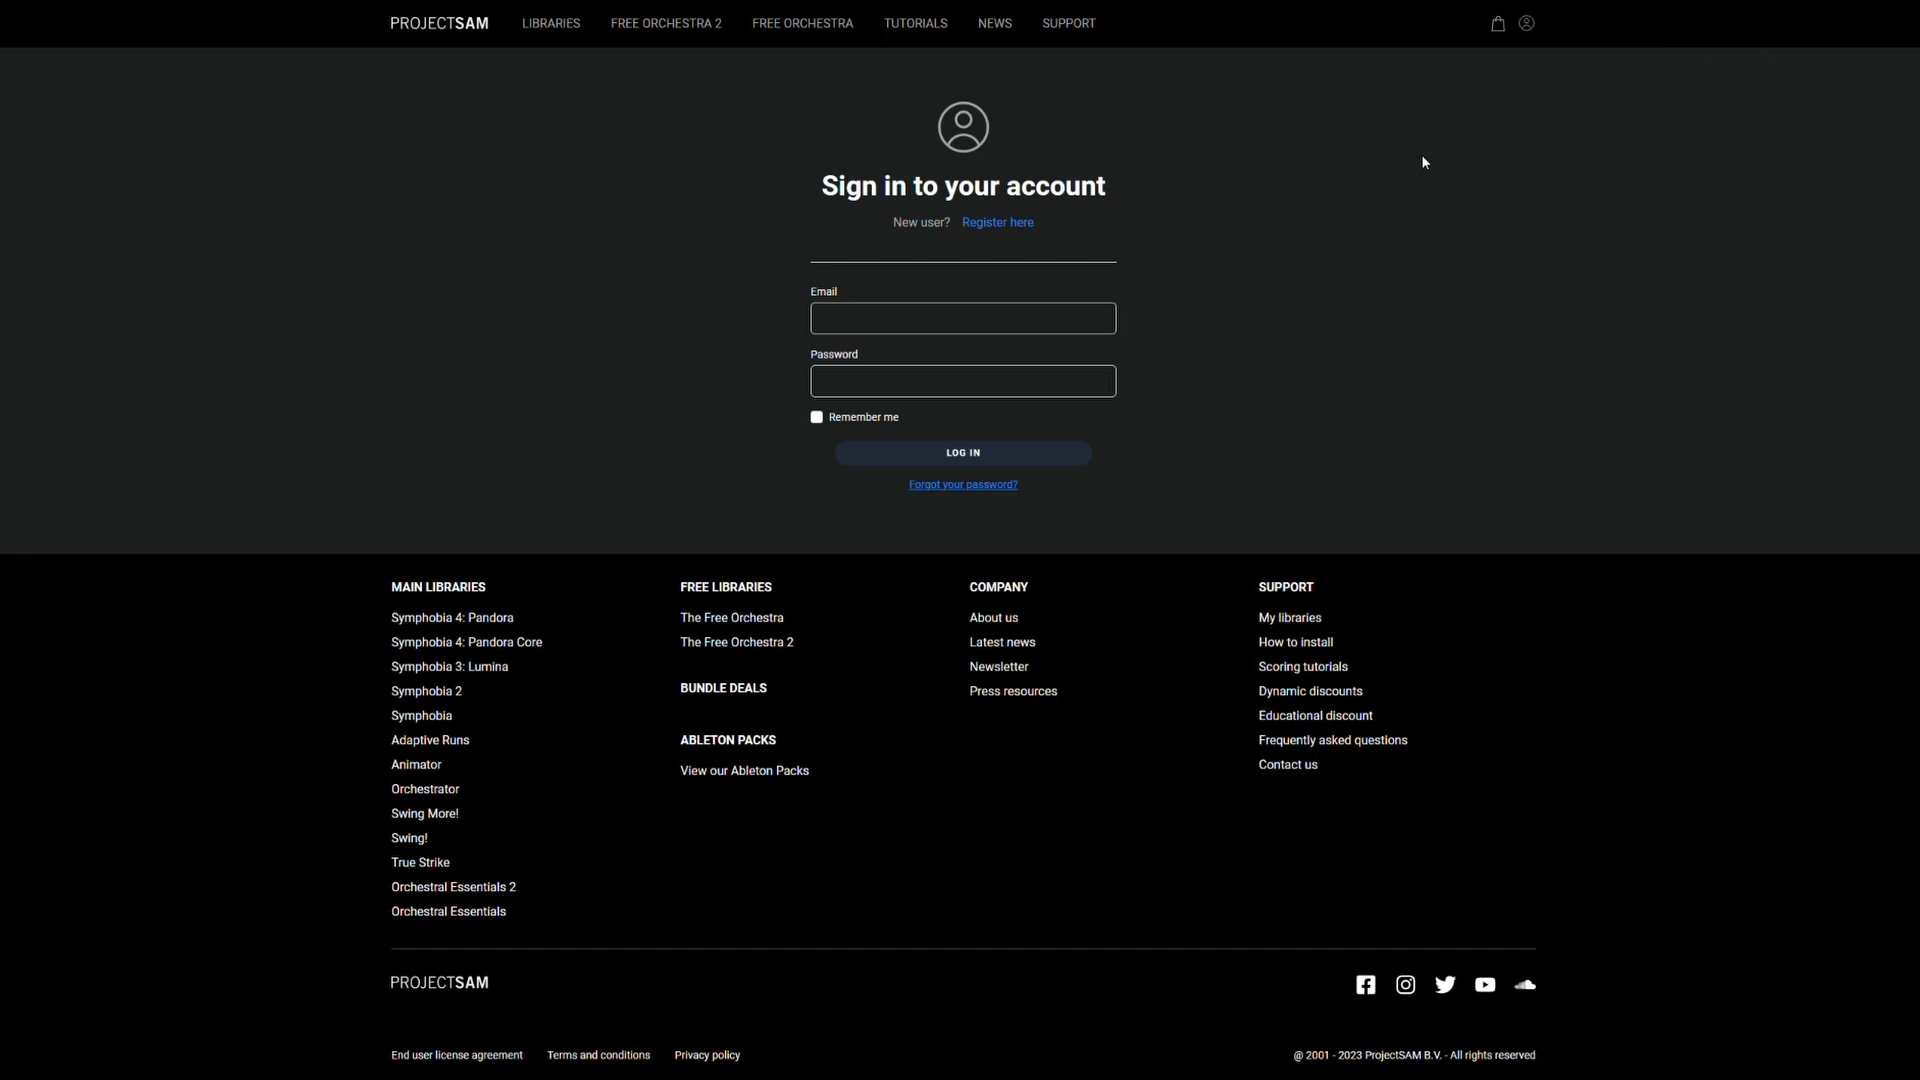 PROJECTSAM
LIBRARIES
FREE ORCHESTRA 2
FREE ORCHESTRA
TUTORIALS
NEWS
SUPPORT
Sign in to your account
New user? Register here
Email
Password
Remember me
LOG IN
Forgot your password?
MAIN LIBRARIES
Symphobia 4: Pandora
Symphobia 4: Pandora Core
Symphobia 3: Lumina
Symphobia 2
Symphobia
Adaptive Runs
Animator
Orchestrator
Swing More!
Swing!
True Strike
Orchestral Essentials 2
Orchestral Essentials
FREE LIBRARIES
The Free Orchestra
The Free Orchestra 2
BUNDLE DEALS
ABLETON PACKS
View our Ableton Packs
COMPANY
About us
Latest news
Newsletter
Press resources
SUPPORT
My libraries
How to install
Scoring tutorials
Dynamic discounts
Educational discount
Frequently asked questions
Contact us
PROJECTSAM
End user license agreement
Terms and conditions
Privacy policy
@ 2001 - 2023 ProjectSAM B.V. - All rights reserved